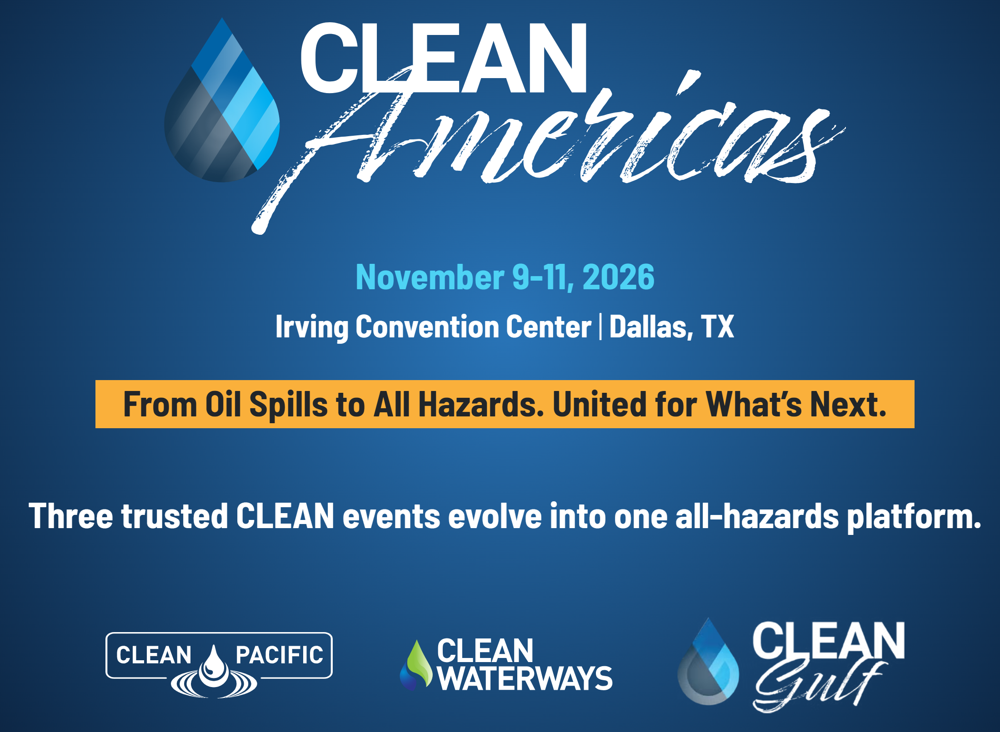 CLEAN
Americas
November 9-11, 2026
Irving Convention Center | Dallas, TX
From Oil Spills to All Hazards. United for What’s Next.
Three trusted CLEAN events evolve into one all-hazards platform.
CLEAN PACIFIC
CLEAN
WATERWAYS
CLEAN
Gulf